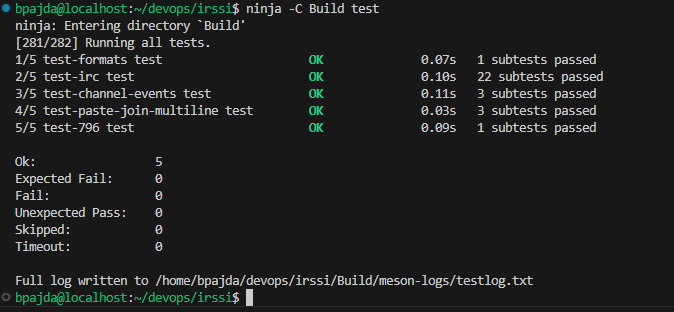 bpajda@localhost:~/devops/irssi$ ninja -C Build test
ninja: Entering directory `Build'
[281/282] Running all tests.
1/5 test-formats test                    OK              0.07s   1 subtests passed
2/5 test-irc test                        OK              0.10s   22 subtests passed
3/5 test-channel-events test             OK              0.11s   3 subtests passed
4/5 test-paste-join-multiline test       OK              0.03s   3 subtests passed
5/5 test-796 test                        OK              0.09s   1 subtests passed
Ok:                 5
Expected Fail:      0
Fail:               0
Unexpected Pass:    0
Skipped:            0
Timeout:            0
Full log written to /home/bpajda/devops/irssi/Build/meson-logs/testlog.txt
bpajda@localhost:~/devops/irssi$